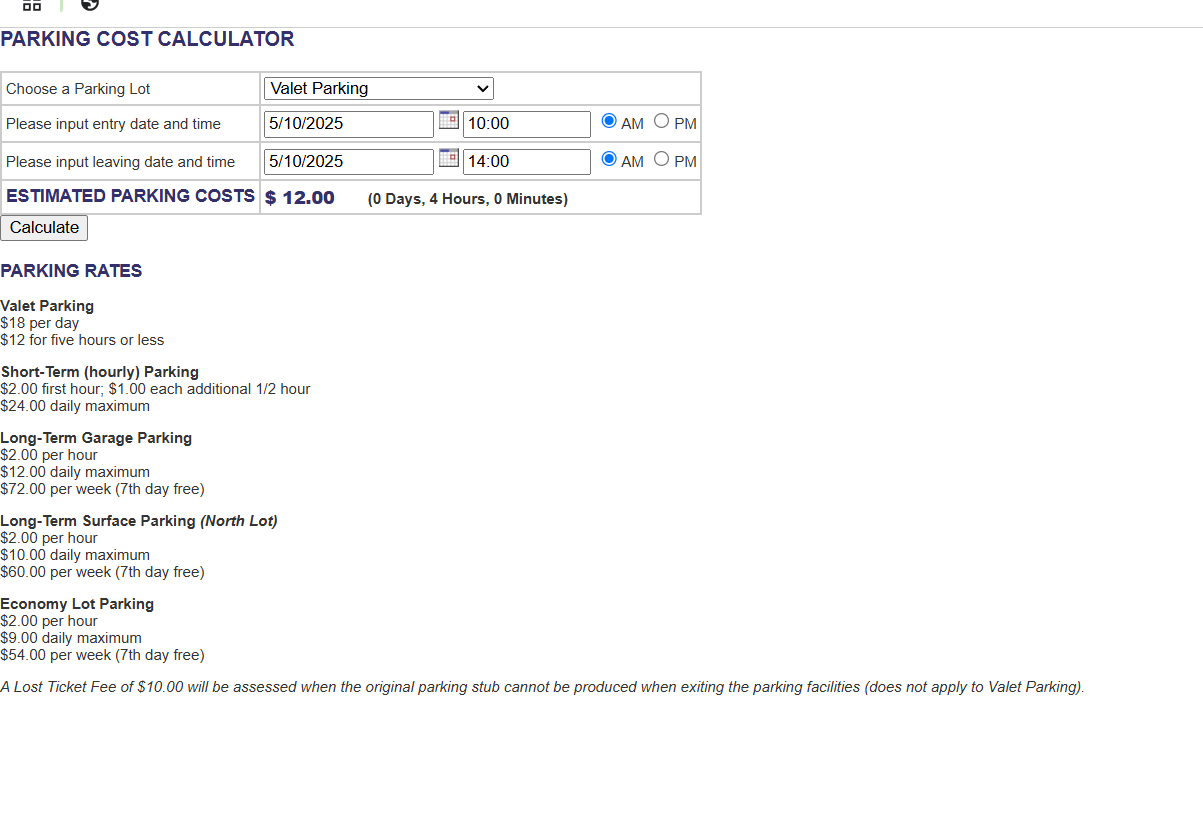 PARKING COST CALCULATOR
Choose a Parking Lot Valet Parking
Please input entry date and time 5/10/2025 10:00 AM PM
Please input leaving date and time 5/10/2025 14:00 AM PM
ESTIMATED PARKING COSTS $ 12.00 (0 Days, 4 Hours, 0 Minutes)
Calculate
PARKING RATES
Valet Parking
$18 per day
$12 for five hours or less
Short-Term (hourly) Parking
$2.00 first hour; $1.00 each additional 1/2 hour
$24.00 daily maximum
Long-Term Garage Parking
$2.00 per hour
$12.00 daily maximum
$72.00 per week (7th day free)
Long-Term Surface Parking (North Lot)
$2.00 per hour
$10.00 daily maximum
$60.00 per week (7th day free)
Economy Lot Parking
$2.00 per hour
$9.00 daily maximum
$54.00 per week (7th day free)
A Lost Ticket Fee of $10.00 will be assessed when the original parking stub cannot be produced when exiting the parking facilities (does not apply to Valet Parking).